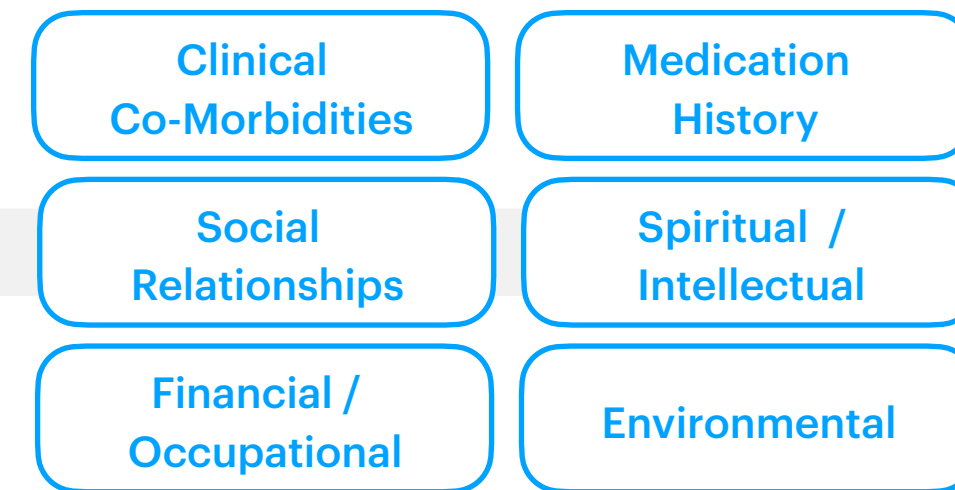 Clinical
Co-Morbidities
Medication
History
Social
Relationships
Spiritual /
Intellectual
Financial /
Occupational
Environmental